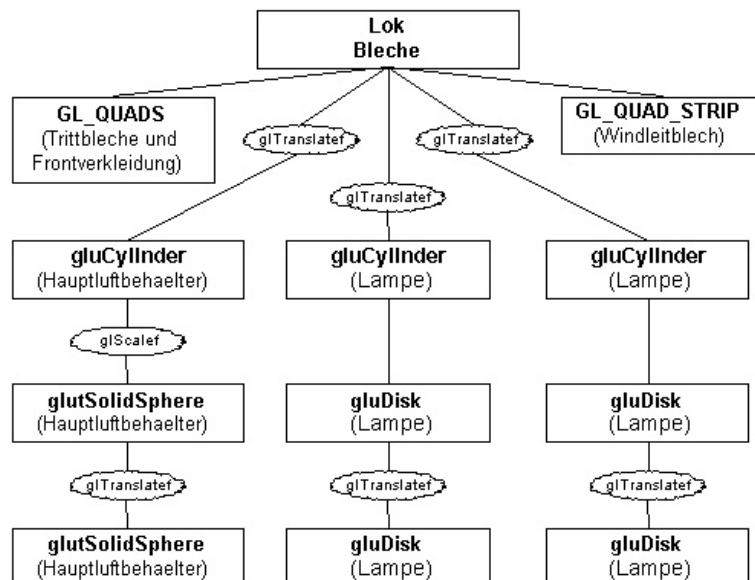 Lok
Bleche
GL_QUADS
(Trittbleche und
Frontverkleidung)
GL_QUAD_STRIP
(Windleitblech)
glTranslatef
glTranslatef
glTranslatef
gluCylinder
(Hauptluftbehaelter)
gluCylinder
(Lampe)
gluCylinder
(Lampe)
glScalef
glutSolidSphere
(Hauptluftbehaelter)
gluDisk
(Lampe)
gluDisk
(Lampe)
glTranslatef
glTranslatef
glTranslatef
glutSolidSphere
(Hauptluftbehaelter)
gluDisk
(Lampe)
gluDisk
(Lampe)